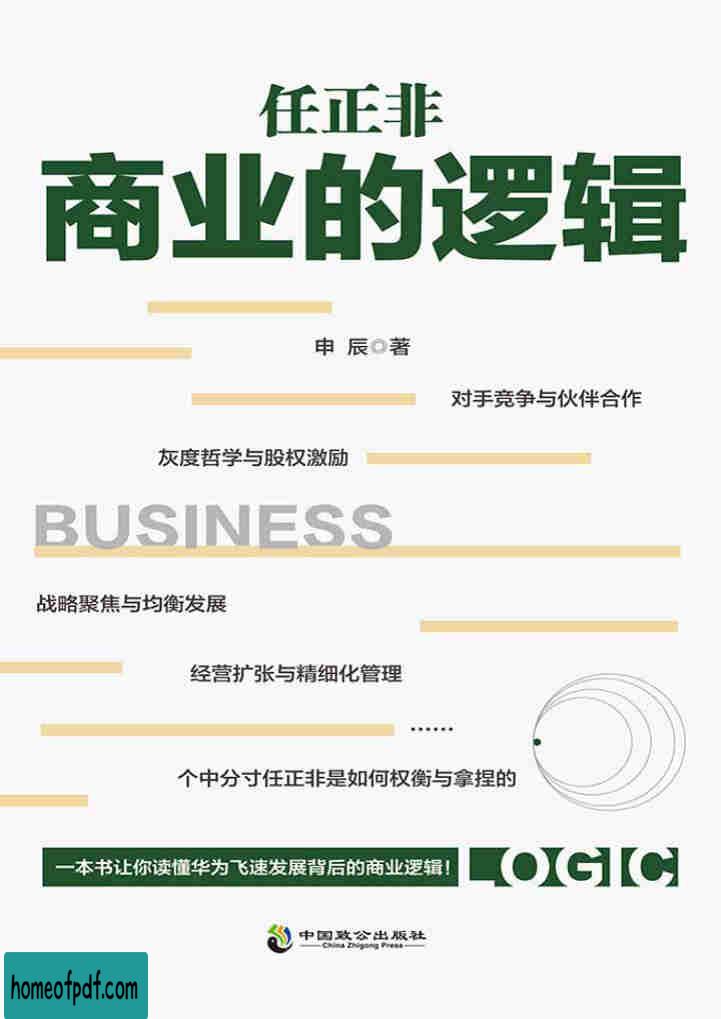 任正非
商业的逻辑
申 辰◎著
对手竞争与伙伴合作
灰度哲学与股权激励
BUSINESS
战略聚焦与均衡发展
经营扩张与精细化管理
……
个中分寸任正非是如何权衡与拿捏的
一本书让你读懂华为飞速发展背后的商业逻辑!
LOGIC
中国致公出版社
China Zhigong Press
homeofpdf.com